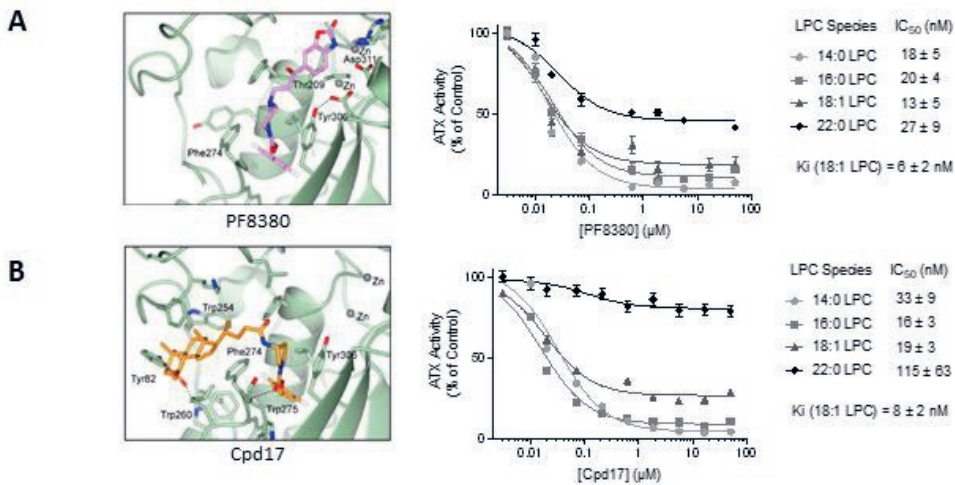 A
Zn
Asp311
Thr209
Zn
Tyr306
Phe274
PF8380
ATX Activity
(% of Control)
100
50
0
0.01 0.1 1 10 100
[PF8380] (µM)
LPC Species IC50 (nM)
14:0 LPC 18 ± 5
16:0 LPC 20 ± 4
18:1 LPC 13 ± 5
22:0 LPC 27 ± 9
Ki (18:1 LPC) = 6 ± 2 nM
B
Zn
Trp254
Zn
Phe274
Tyr306
Tyr82
Trp260
Trp275
Cpd17
ATX Activity
(% of Control)
100
50
0
0.01 0.1 1 10 100
[Cpd17] (µM)
LPC Species IC50 (nM)
14:0 LPC 33 ± 9
16:0 LPC 16 ± 3
18:1 LPC 19 ± 3
22:0 LPC 115 ± 63
Ki (18:1 LPC) = 8 ± 2 nM